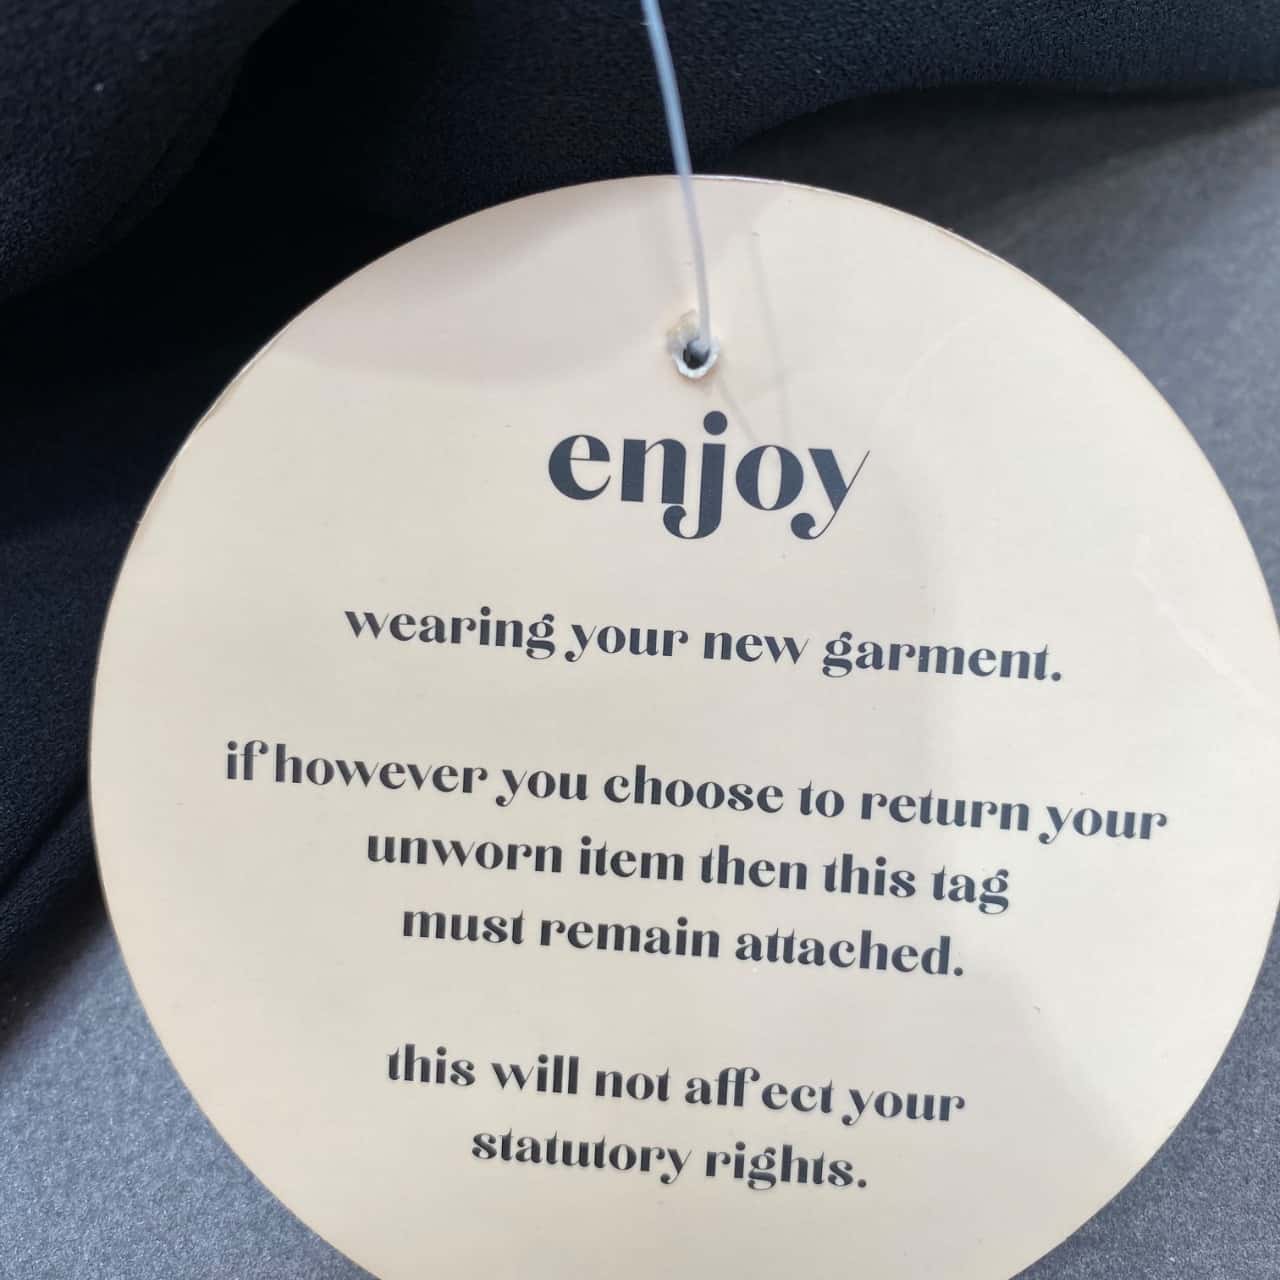 enjoy
wearing your new garment.
if however you choose to return your
unworn item then this tag
must remain attached.
this will not affect your
statutory rights.